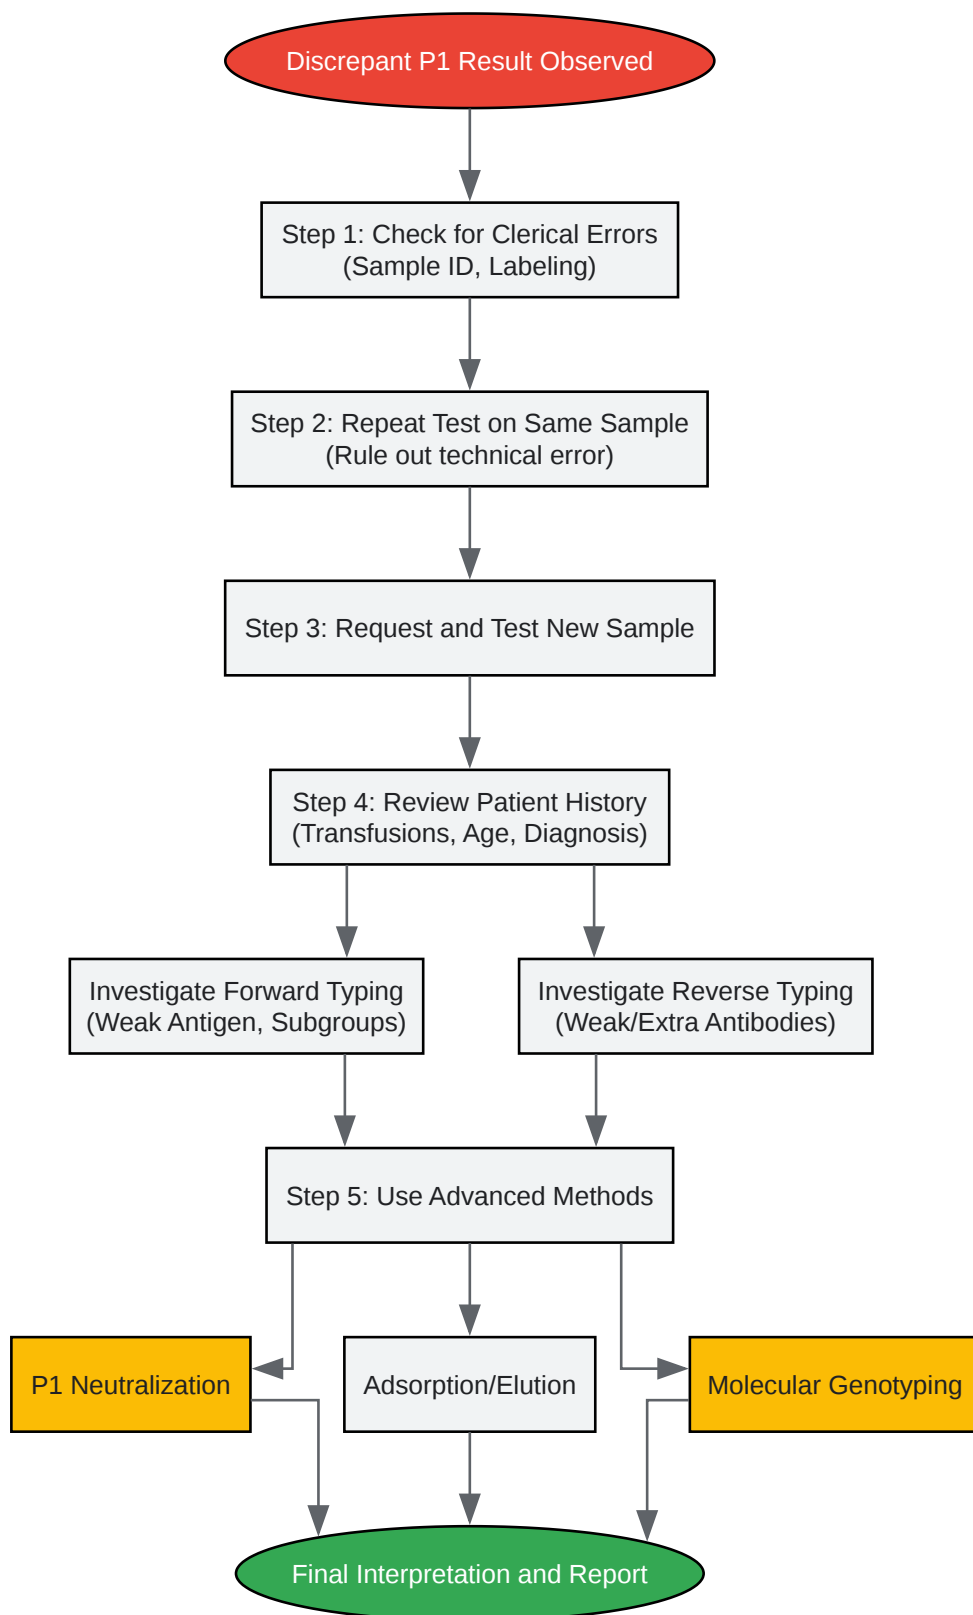 Discrepant P1 Result Observed
Step 1: Check for Clerical Errors
(Sample ID, Labeling)
Step 2: Repeat Test on Same Sample
(Rule out technical error)
Step 3: Request and Test New Sample
Step 4: Review Patient History
(Transfusions, Age, Diagnosis)
Investigate Forward Typing
(Weak Antigen, Subgroups)
Investigate Reverse Typing
(Weak/Extra Antibodies)
Step 5: Use Advanced Methods
P1 Neutralization
Adsorption/Elution
Molecular Genotyping
Final Interpretation and Report